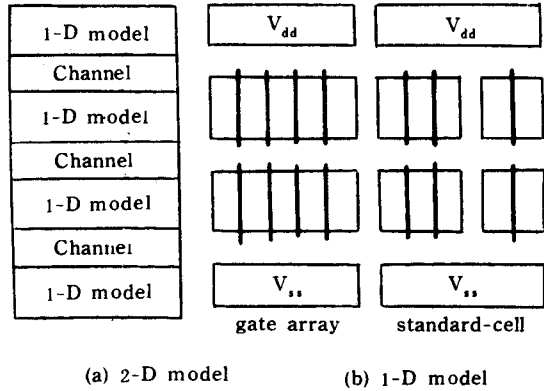 1-D model
Channel
1-D model
Channel
1-D model
Channel
1-D model
V_dd
V_dd
V_ss
V_ss
gate array
standard-cell
(a) 2-D model
(b) 1-D model